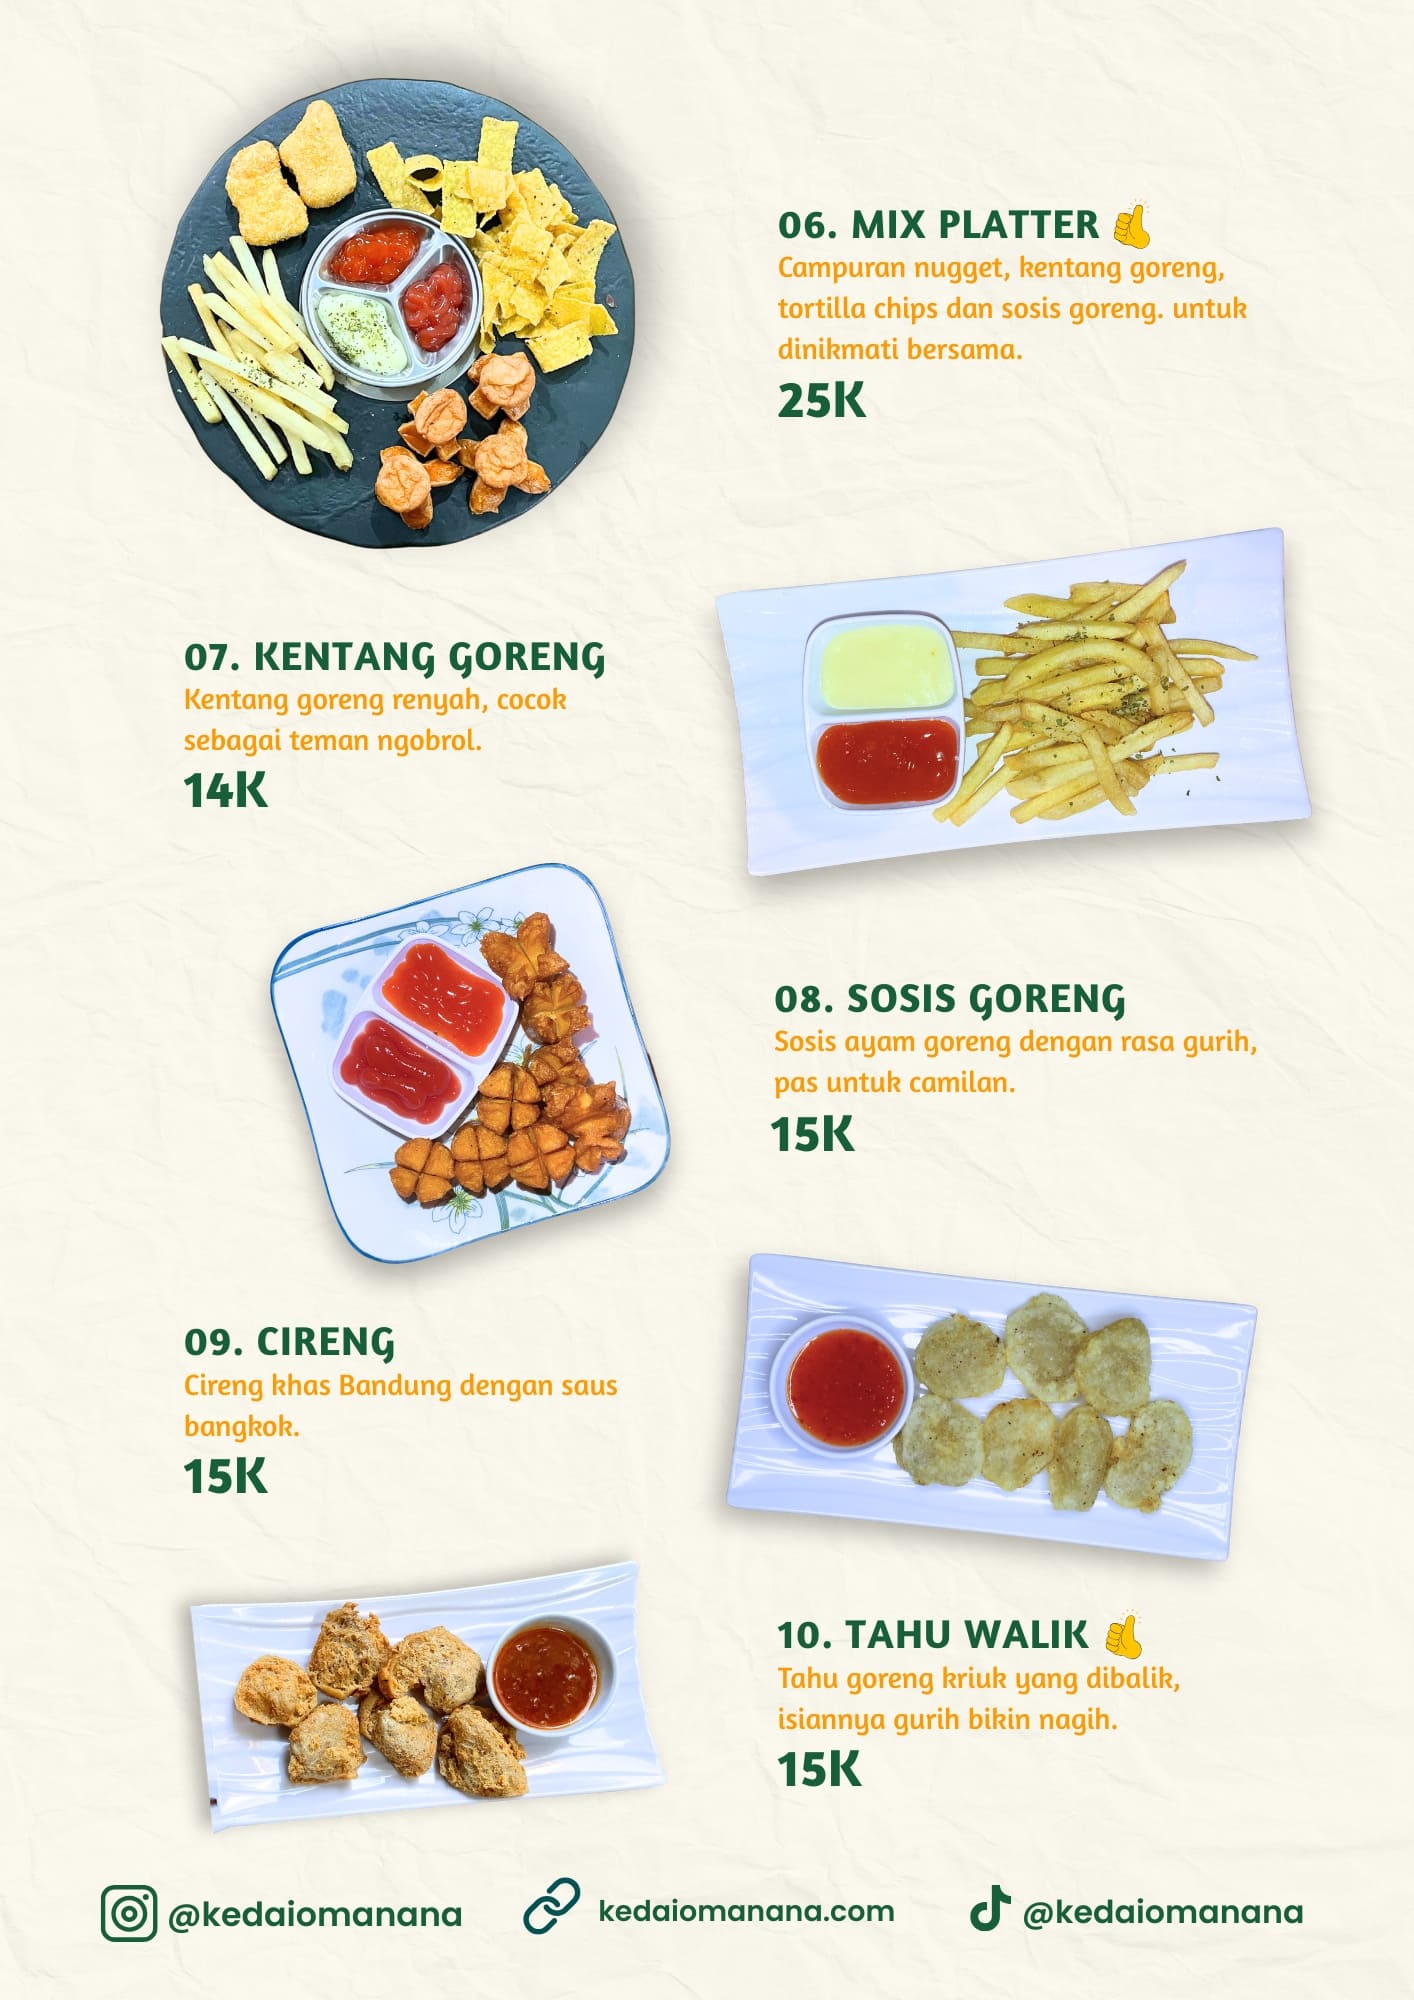 06. MIX PLATTER
Campuran nugget, kentang goreng,
tortilla chips dan sosis goreng. untuk
dinikmati bersama.
25K
07. KENTANG GORENG
Kentang goreng renyah, cocok
sebagai teman ngobrol.
14K
08. SOSIS GORENG
Sosis ayam goreng dengan rasa gurih,
pas untuk camilan.
15K
09. CIRENG
Cireng khas Bandung dengan saus
bangkok.
15K
10. TAHU WALIK
Tahu goreng kriuk yang dibalik,
isiannya gurih bikin nagih.
15K
@kedaiomanana
kedaiomanana.com
@kedaiomanana